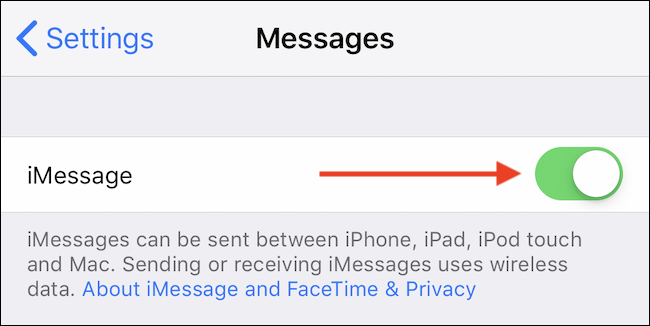 Settings Messages
iMessage
iMessages can be sent between iPhone, iPad, iPod touch
and Mac. Sending or receiving iMessages uses wireless
data. About iMessage and FaceTime & Privacy